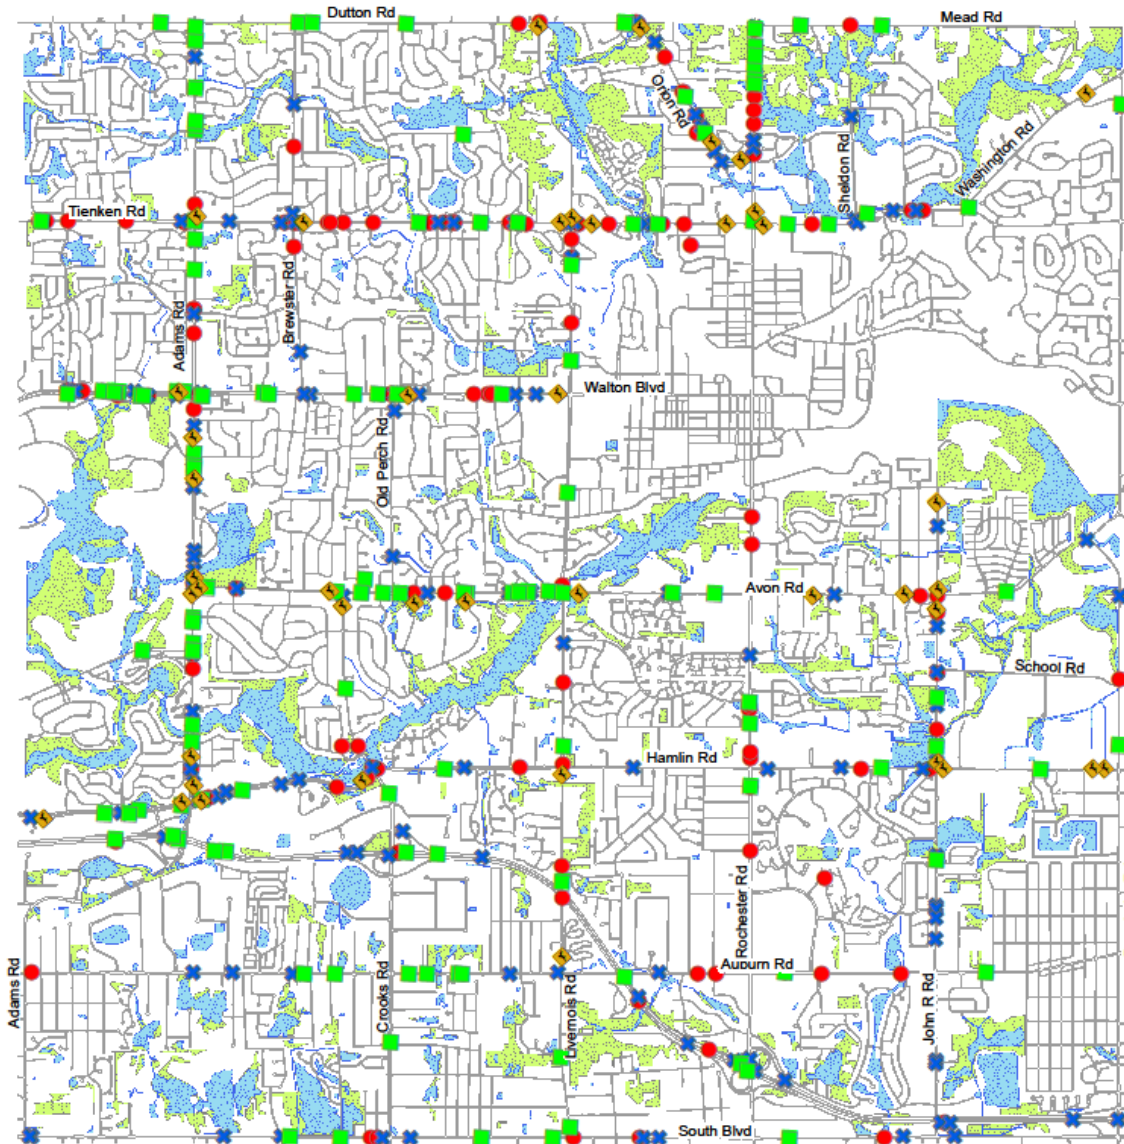 Dutton Rd
Mead Rd
Orion Rd
Sheldon Rd
Washington Rd
Tienken Rd
Adams Rd
Brewster Rd
Walton Blvd
Old Perch Rd
Avon Rd
School Rd
Hamlin Rd
Rochester Rd
Auburn Rd
Adams Rd
Crooks Rd
Livernois Rd
John R Rd
South Blvd